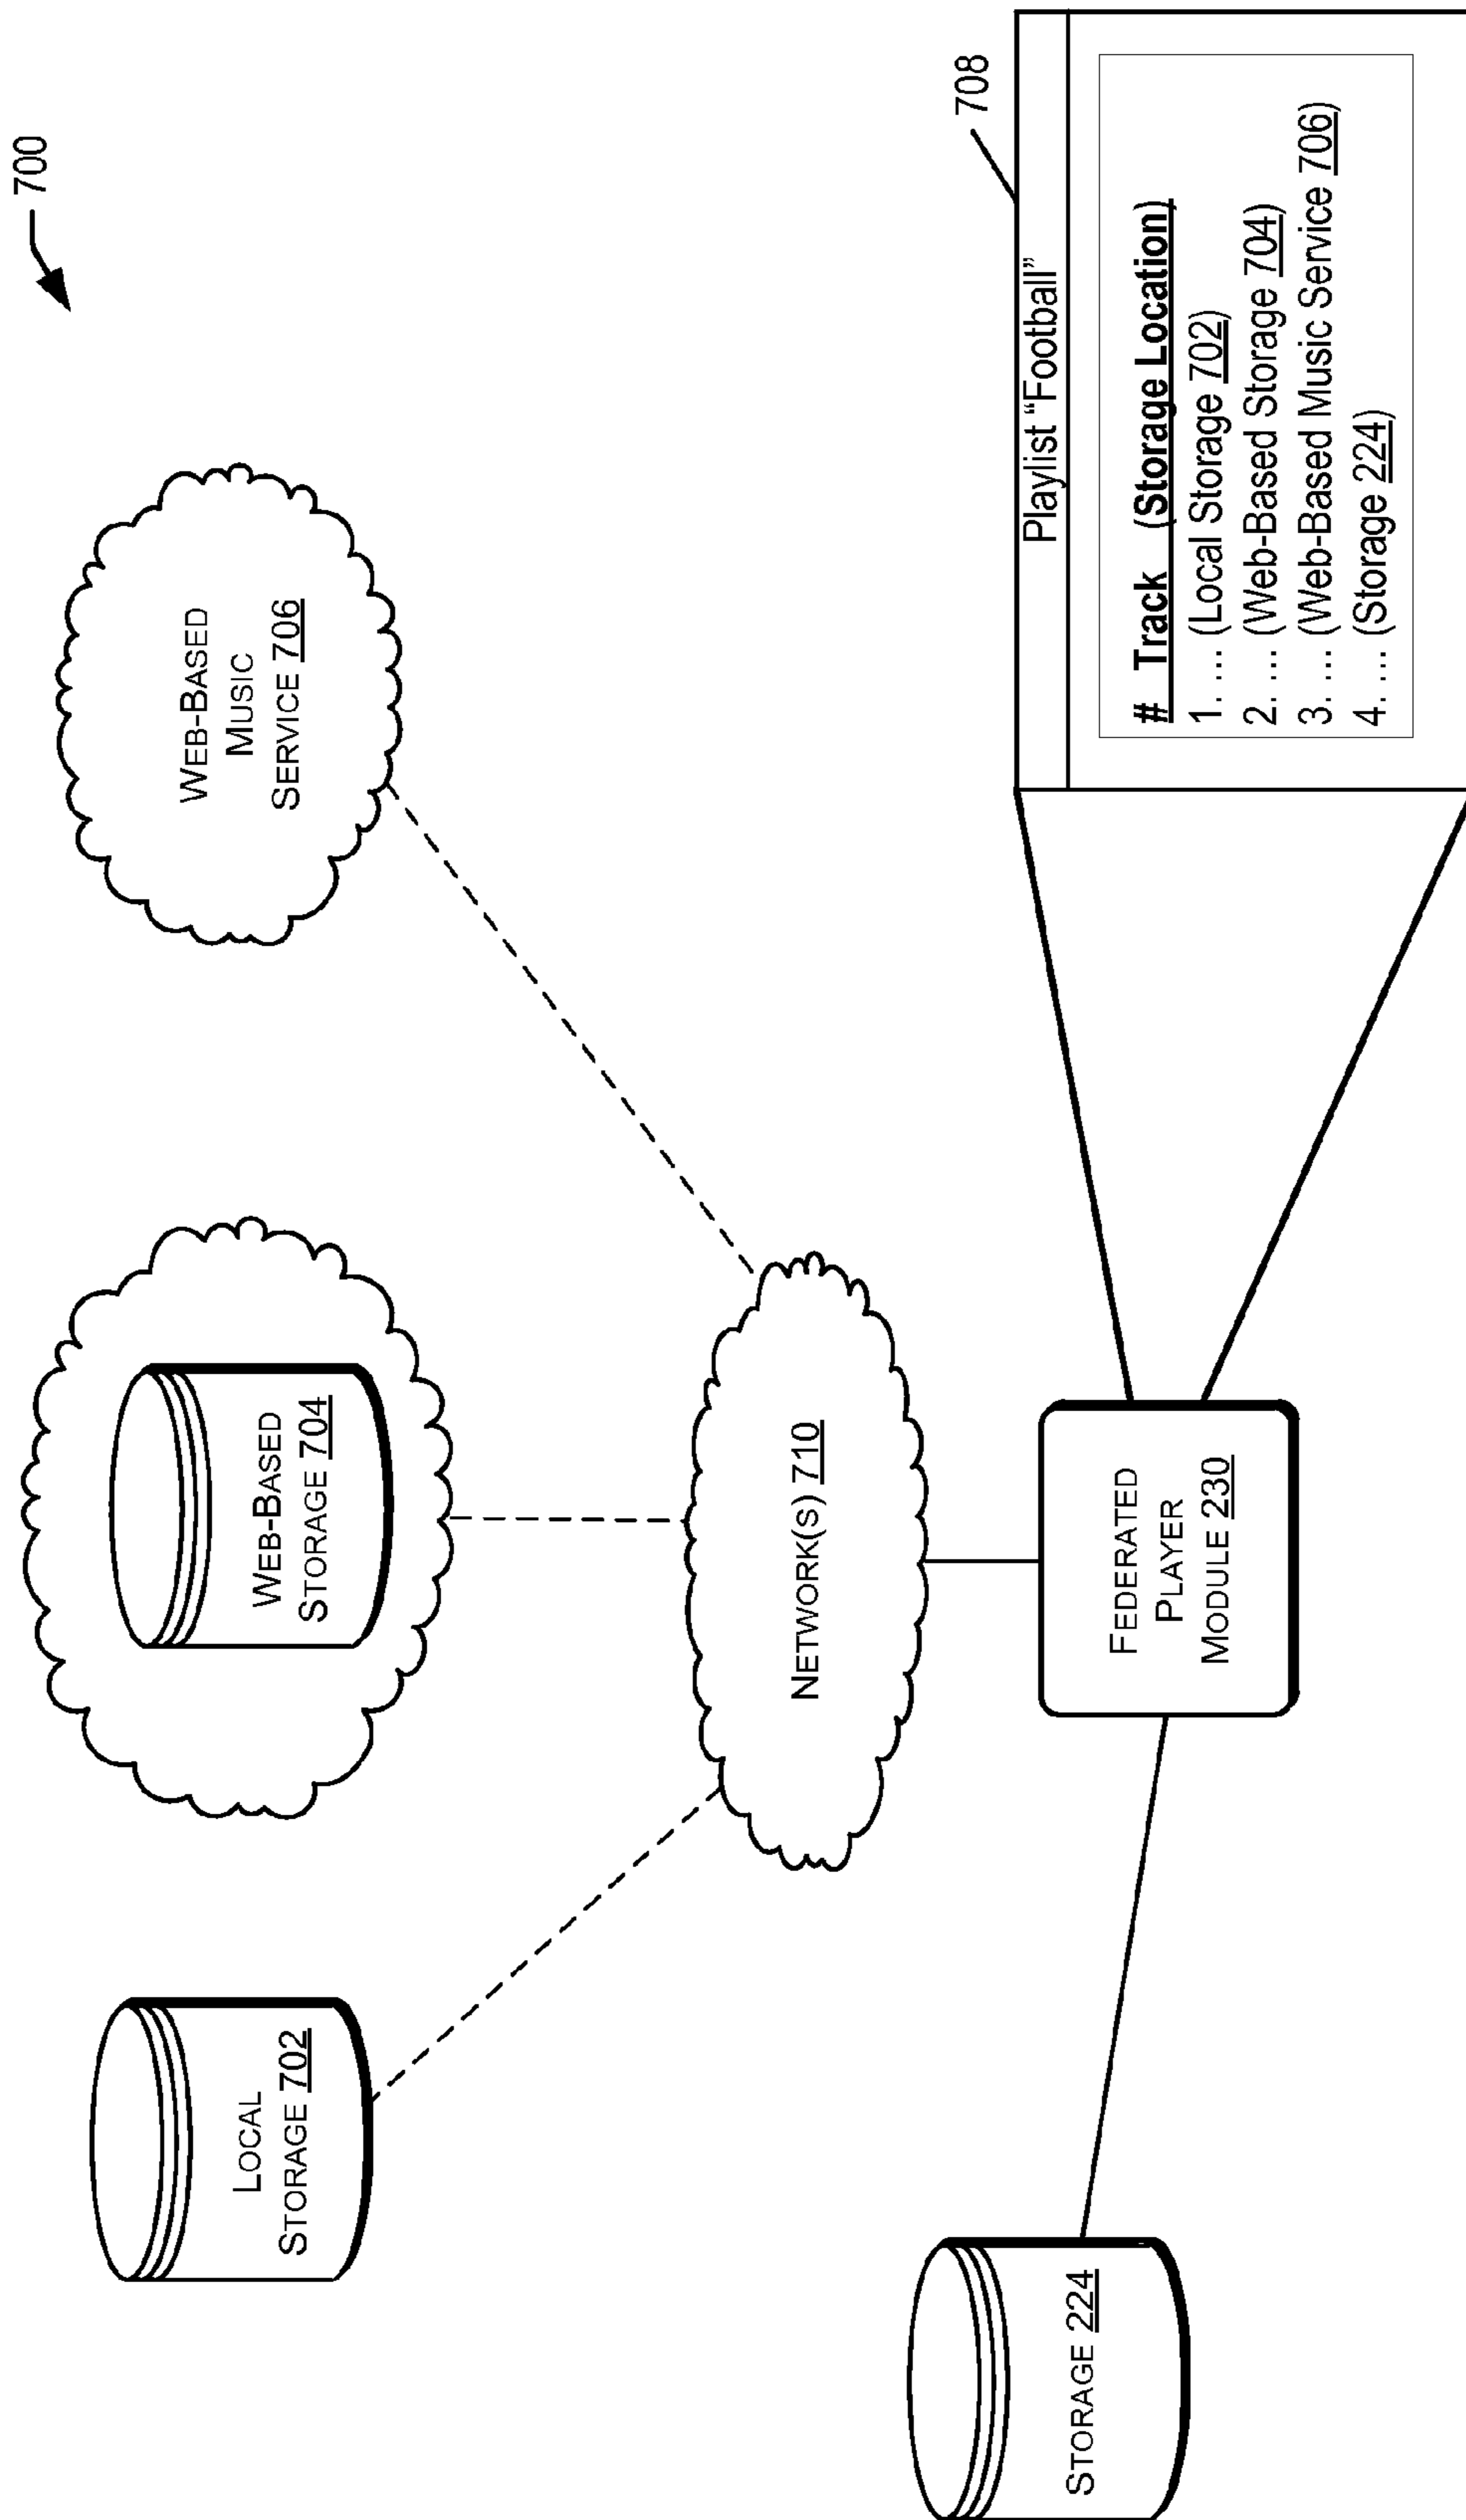 700
LOCAL
STORAGE 702
WEB-BASED
STORAGE 704
WEB-BASED
MUSIC
SERVICE 706
NETWORK(S) 710
STORAGE 224
FEDERATED
PLAYER
MODULE 230
708
Playlist “Football”
# Track (Storage Location)
1. ... (Local Storage 702)
2. ... (Web-Based Storage 704)
3. ... (Web-Based Music Service 706)
4. ... (Storage 224)